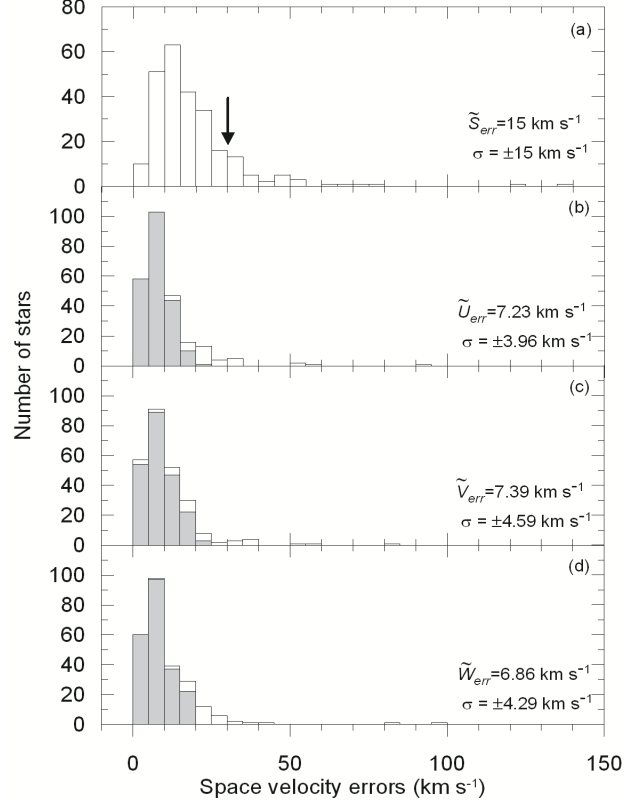 80
60
40
20
0
(a)
S̃err=15 km s⁻¹
σ = ±15 km s⁻¹
100
80
60
40
20
0
(b)
Ũerr=7.23 km s⁻¹
σ = ±3.96 km s⁻¹
100
80
60
40
20
0
(c)
Ṽerr=7.39 km s⁻¹
σ = ±4.59 km s⁻¹
100
80
60
40
20
0
(d)
W̃err=6.86 km s⁻¹
σ = ±4.29 km s⁻¹
Number of stars
0 50 100 150
Space velocity errors (km s⁻¹)